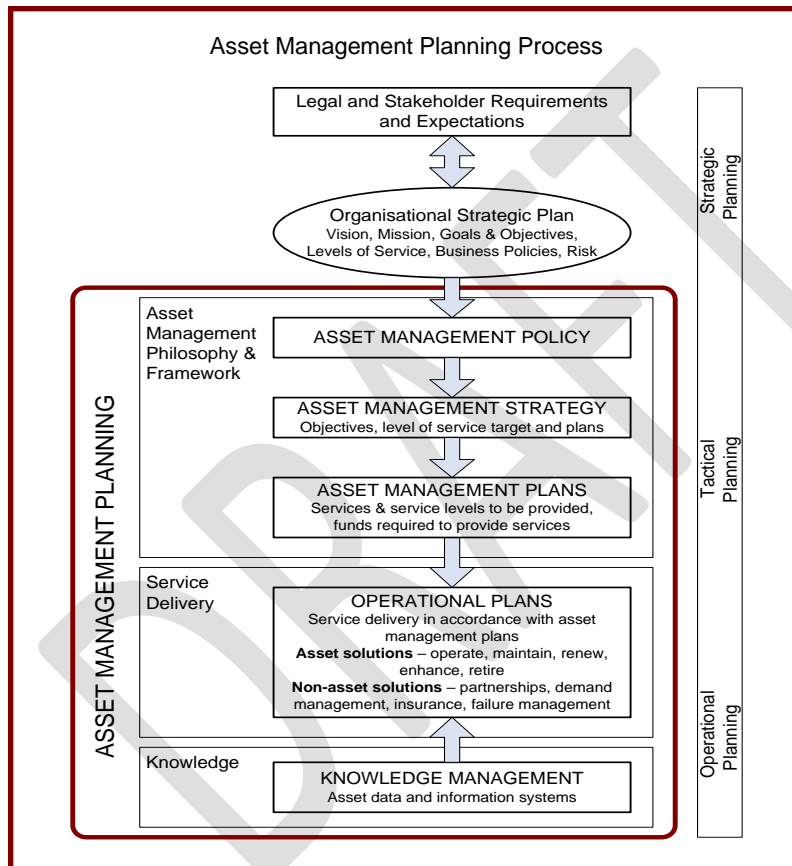 Asset Management Planning Process
Legal and Stakeholder Requirements
and Expectations
Organisational Strategic Plan
Vision, Mission, Goals & Objectives,
Levels of Service, Business Policies, Risk
Strategic
Planning
Asset
Management
Philosophy &
Framework
ASSET MANAGEMENT POLICY
ASSET MANAGEMENT STRATEGY
Objectives, level of service target and plans
ASSET MANAGEMENT PLANS
Services & service levels to be provided,
funds required to provide services
Tactical
Planning
ASSET MANAGEMENT PLANNING
Service
Delivery
OPERATIONAL PLANS
Service delivery in accordance with asset
management plans
Asset solutions – operate, maintain, renew,
enhance, retire
Non-asset solutions – partnerships, demand
management, insurance, failure management
Operational
Planning
Knowledge
KNOWLEDGE MANAGEMENT
Asset data and information systems
DRAFT